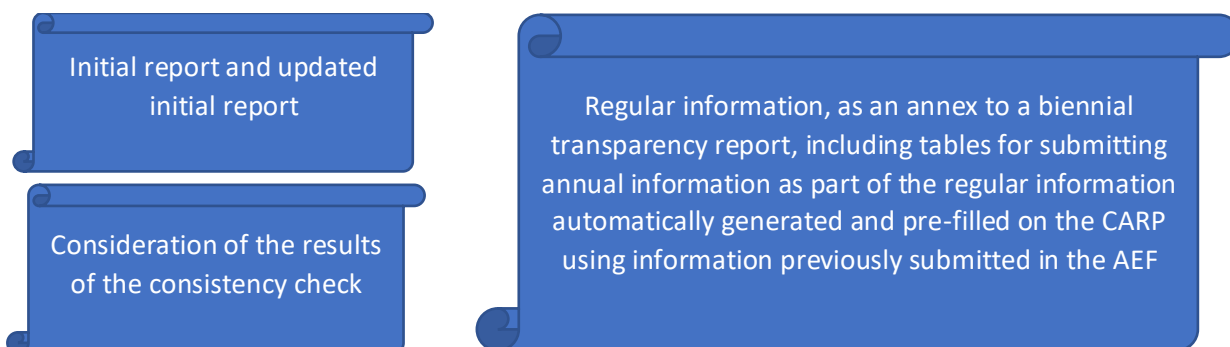 Initial report and updated
initial report
Consideration of the results
of the consistency check
Regular information, as an annex to a biennial
transparency report, including tables for submitting
annual information as part of the regular information
automatically generated and pre-filled on the CARP
using information previously submitted in the AEF